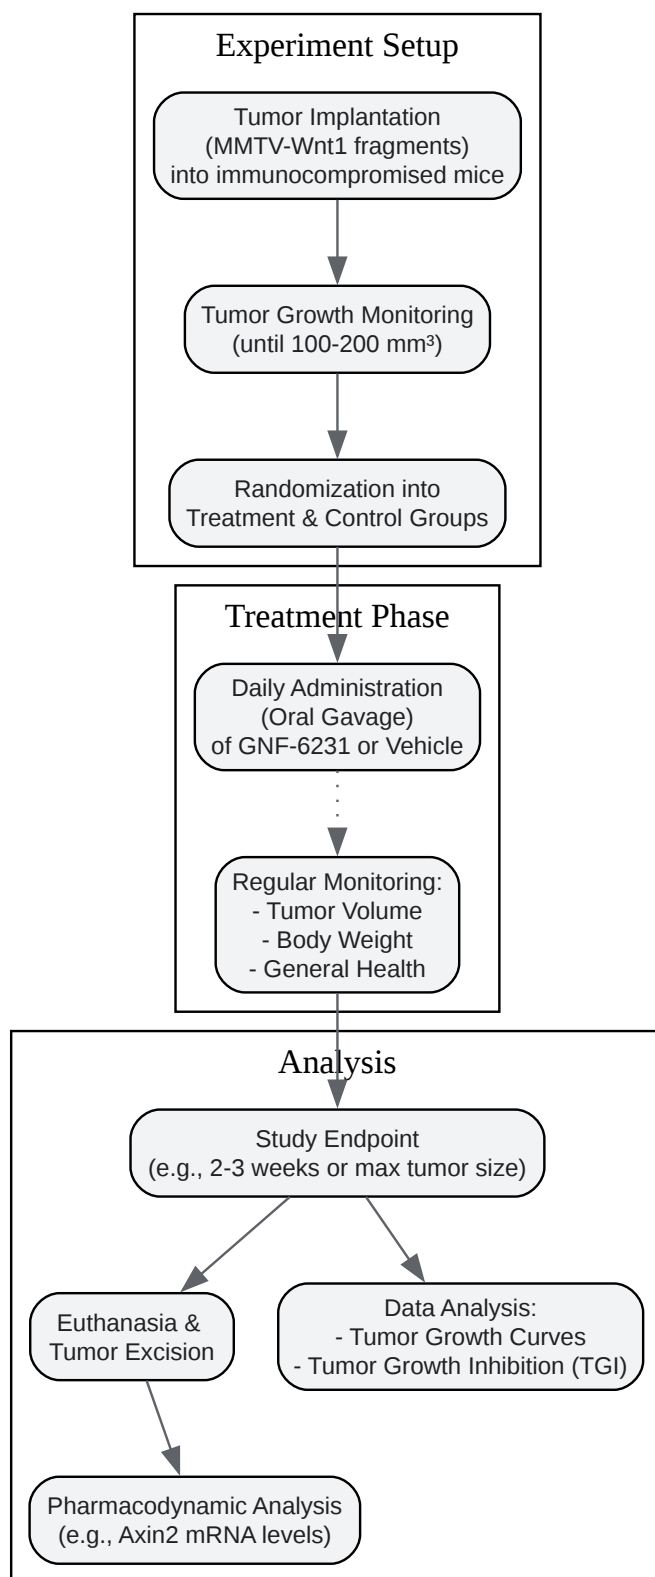 Experiment Setup
Tumor Implantation
(MMTV-Wnt1 fragments)
into immunocompromised mice
Tumor Growth Monitoring
(until 100-200 mm³)
Randomization into
Treatment & Control Groups
Treatment Phase
Daily Administration
(Oral Gavage)
of GNF-6231 or Vehicle
Regular Monitoring:
- Tumor Volume
- Body Weight
- General Health
Analysis
Study Endpoint
(e.g., 2-3 weeks or max tumor size)
Euthanasia &
Tumor Excision
Data Analysis:
- Tumor Growth Curves
- Tumor Growth Inhibition (TGI)
Pharmacodynamic Analysis
(e.g., Axin2 mRNA levels)